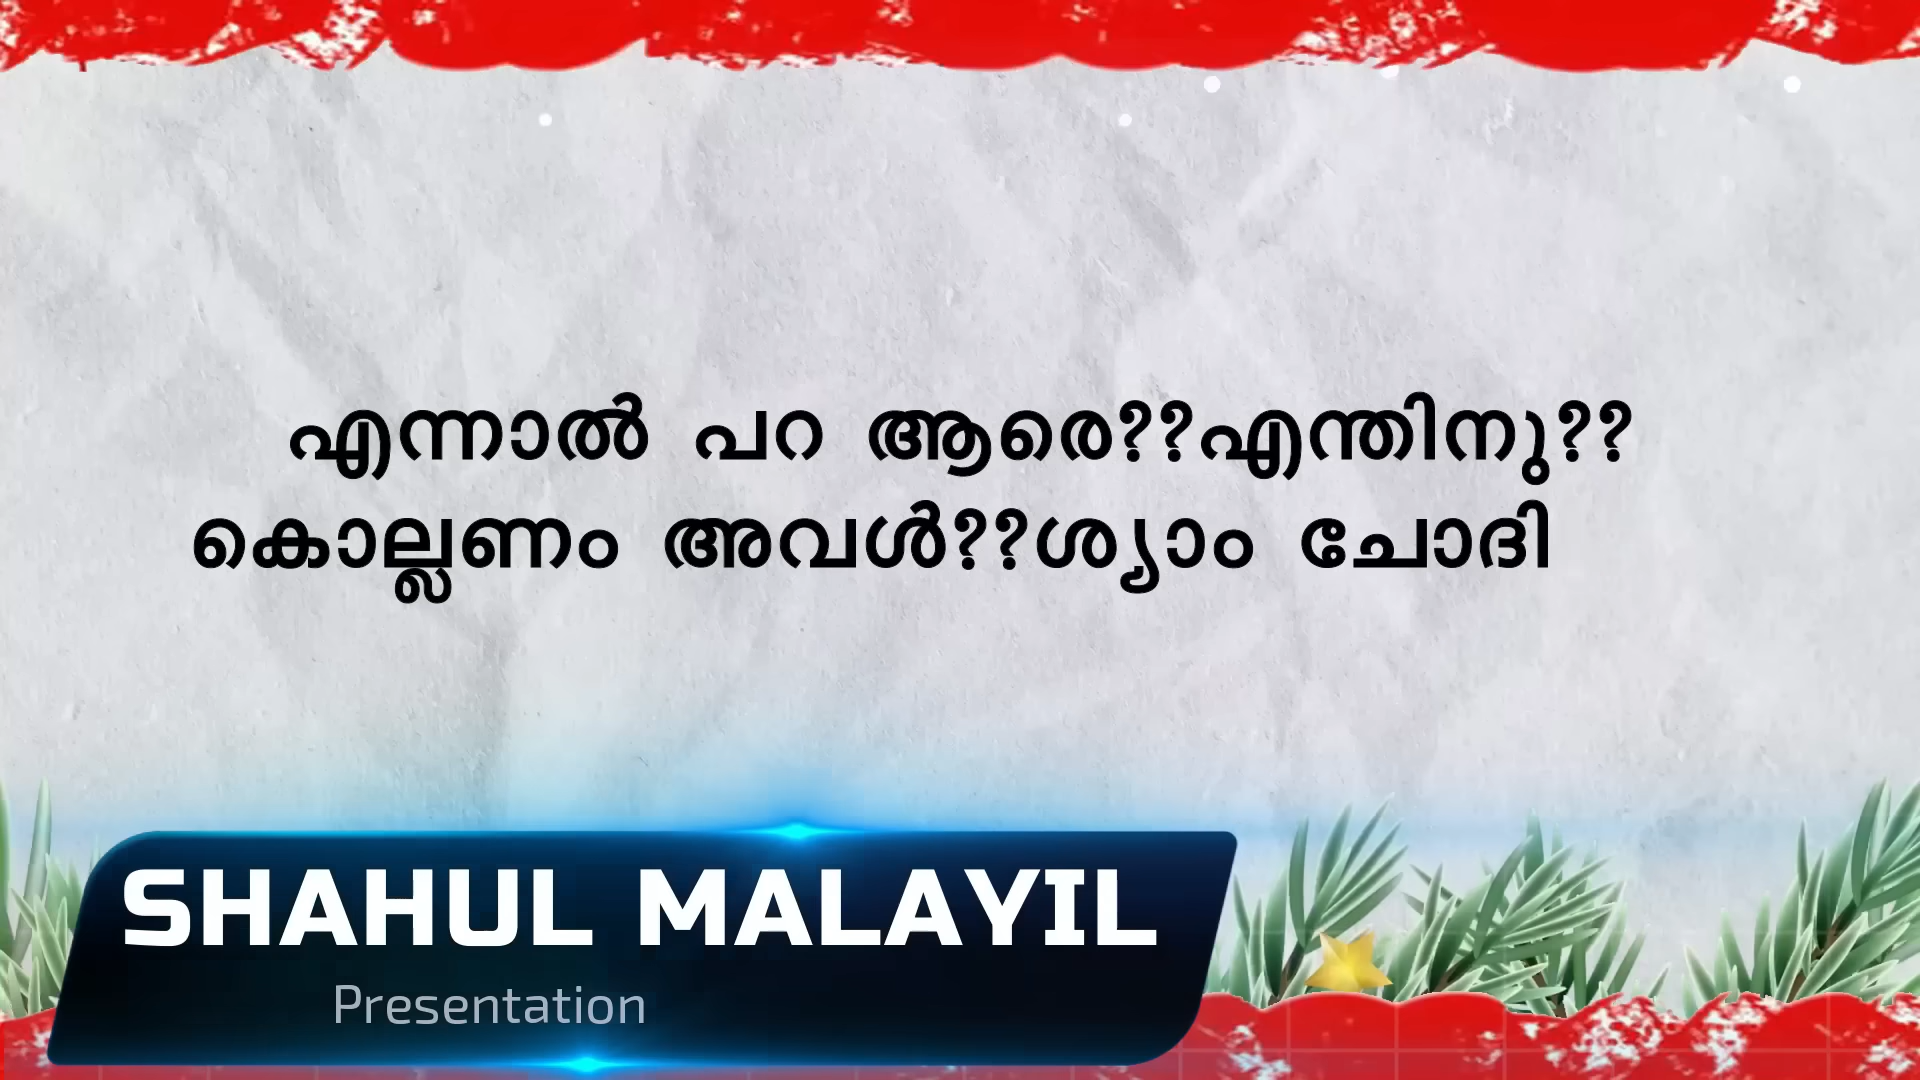 എന്നാൽ പറ ആരെ??എന്തിനു??
കൊല്ലണം അവൾ??ശ്യാം ചോദി
SHAHUL MALAYIL
Presentation